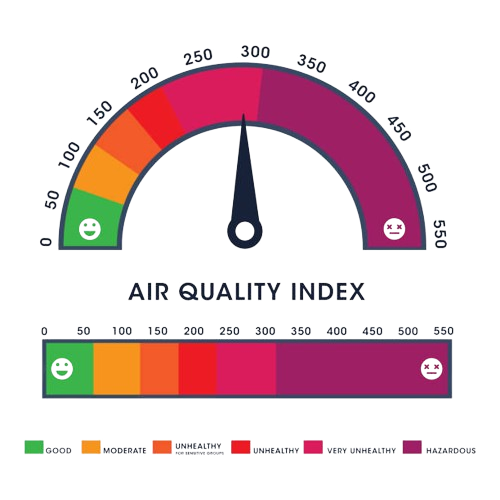 0 50 100 150 200 250 300 350 400 450 500 550
AIR QUALITY INDEX
0 50 100 150 200 250 300 350 400 450 500 550
GOOD MODERATE UNHEALTHY UNHEALTHY VERY UNHEALTHY HAZARDOUS
FOR SENSITIVE GROUPS